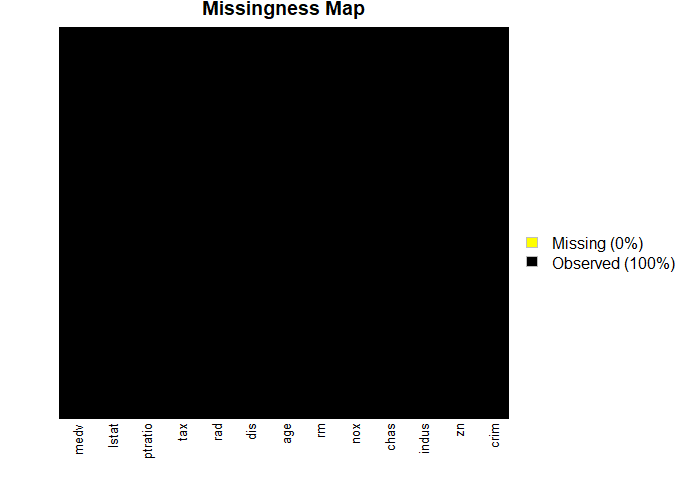 Missingness Map
Missing (0%)
Observed (100%)
medv
lstat
ptratio
tax
rad
dis
age
rm
nox
chas
indus
zn
crim